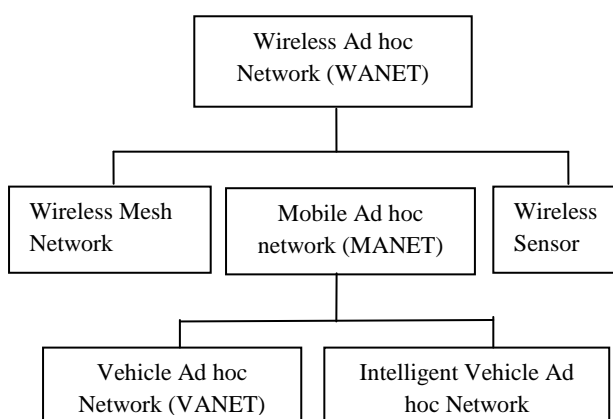 Wireless Ad hoc
Network (WANET)
Wireless Mesh
Network
Mobile Ad hoc
network (MANET)
Wireless
Sensor
Vehicle Ad hoc
Network (VANET)
Intelligent Vehicle Ad
hoc Network